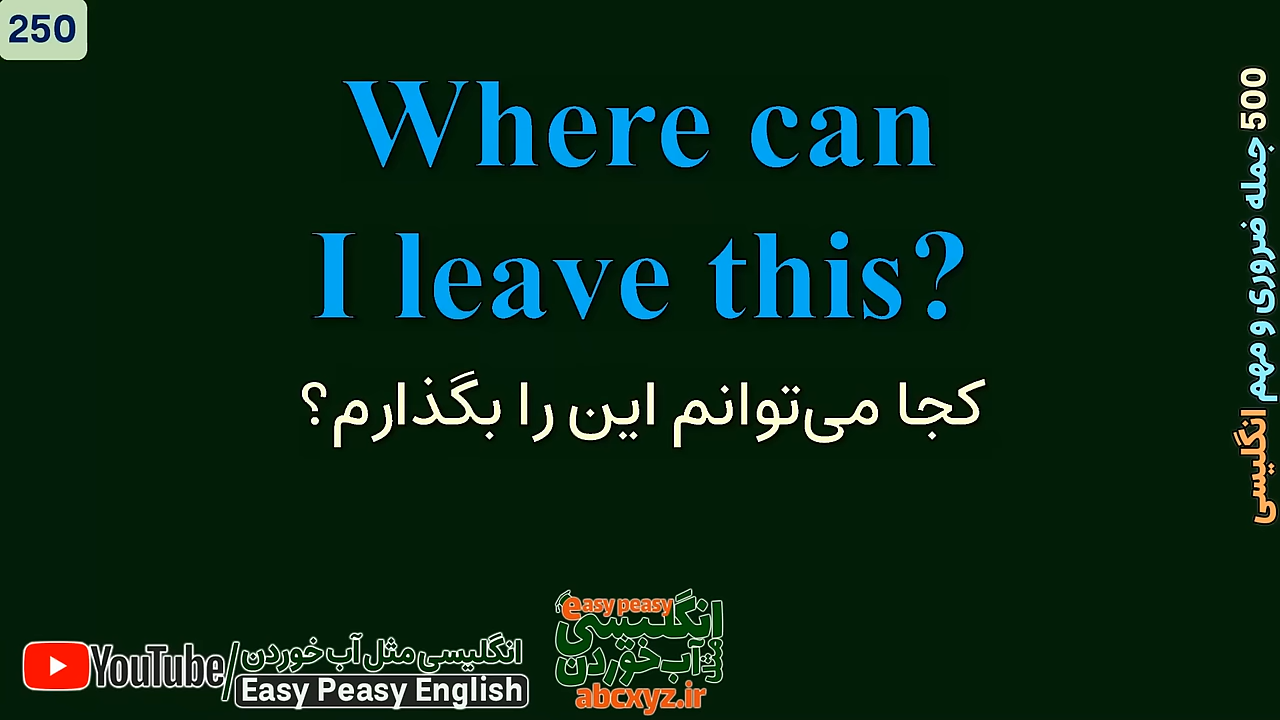 250
Where can
I leave this?
کجا می‌توانم این را بگذارم؟
500 جمله ضروری و مهم انگلیسی
YouTube/انگلیسی مثل آب خوردن
Easy Peasy English
easy peasy
انگلیسی
مثل آب خوردن
abcxyz.ir